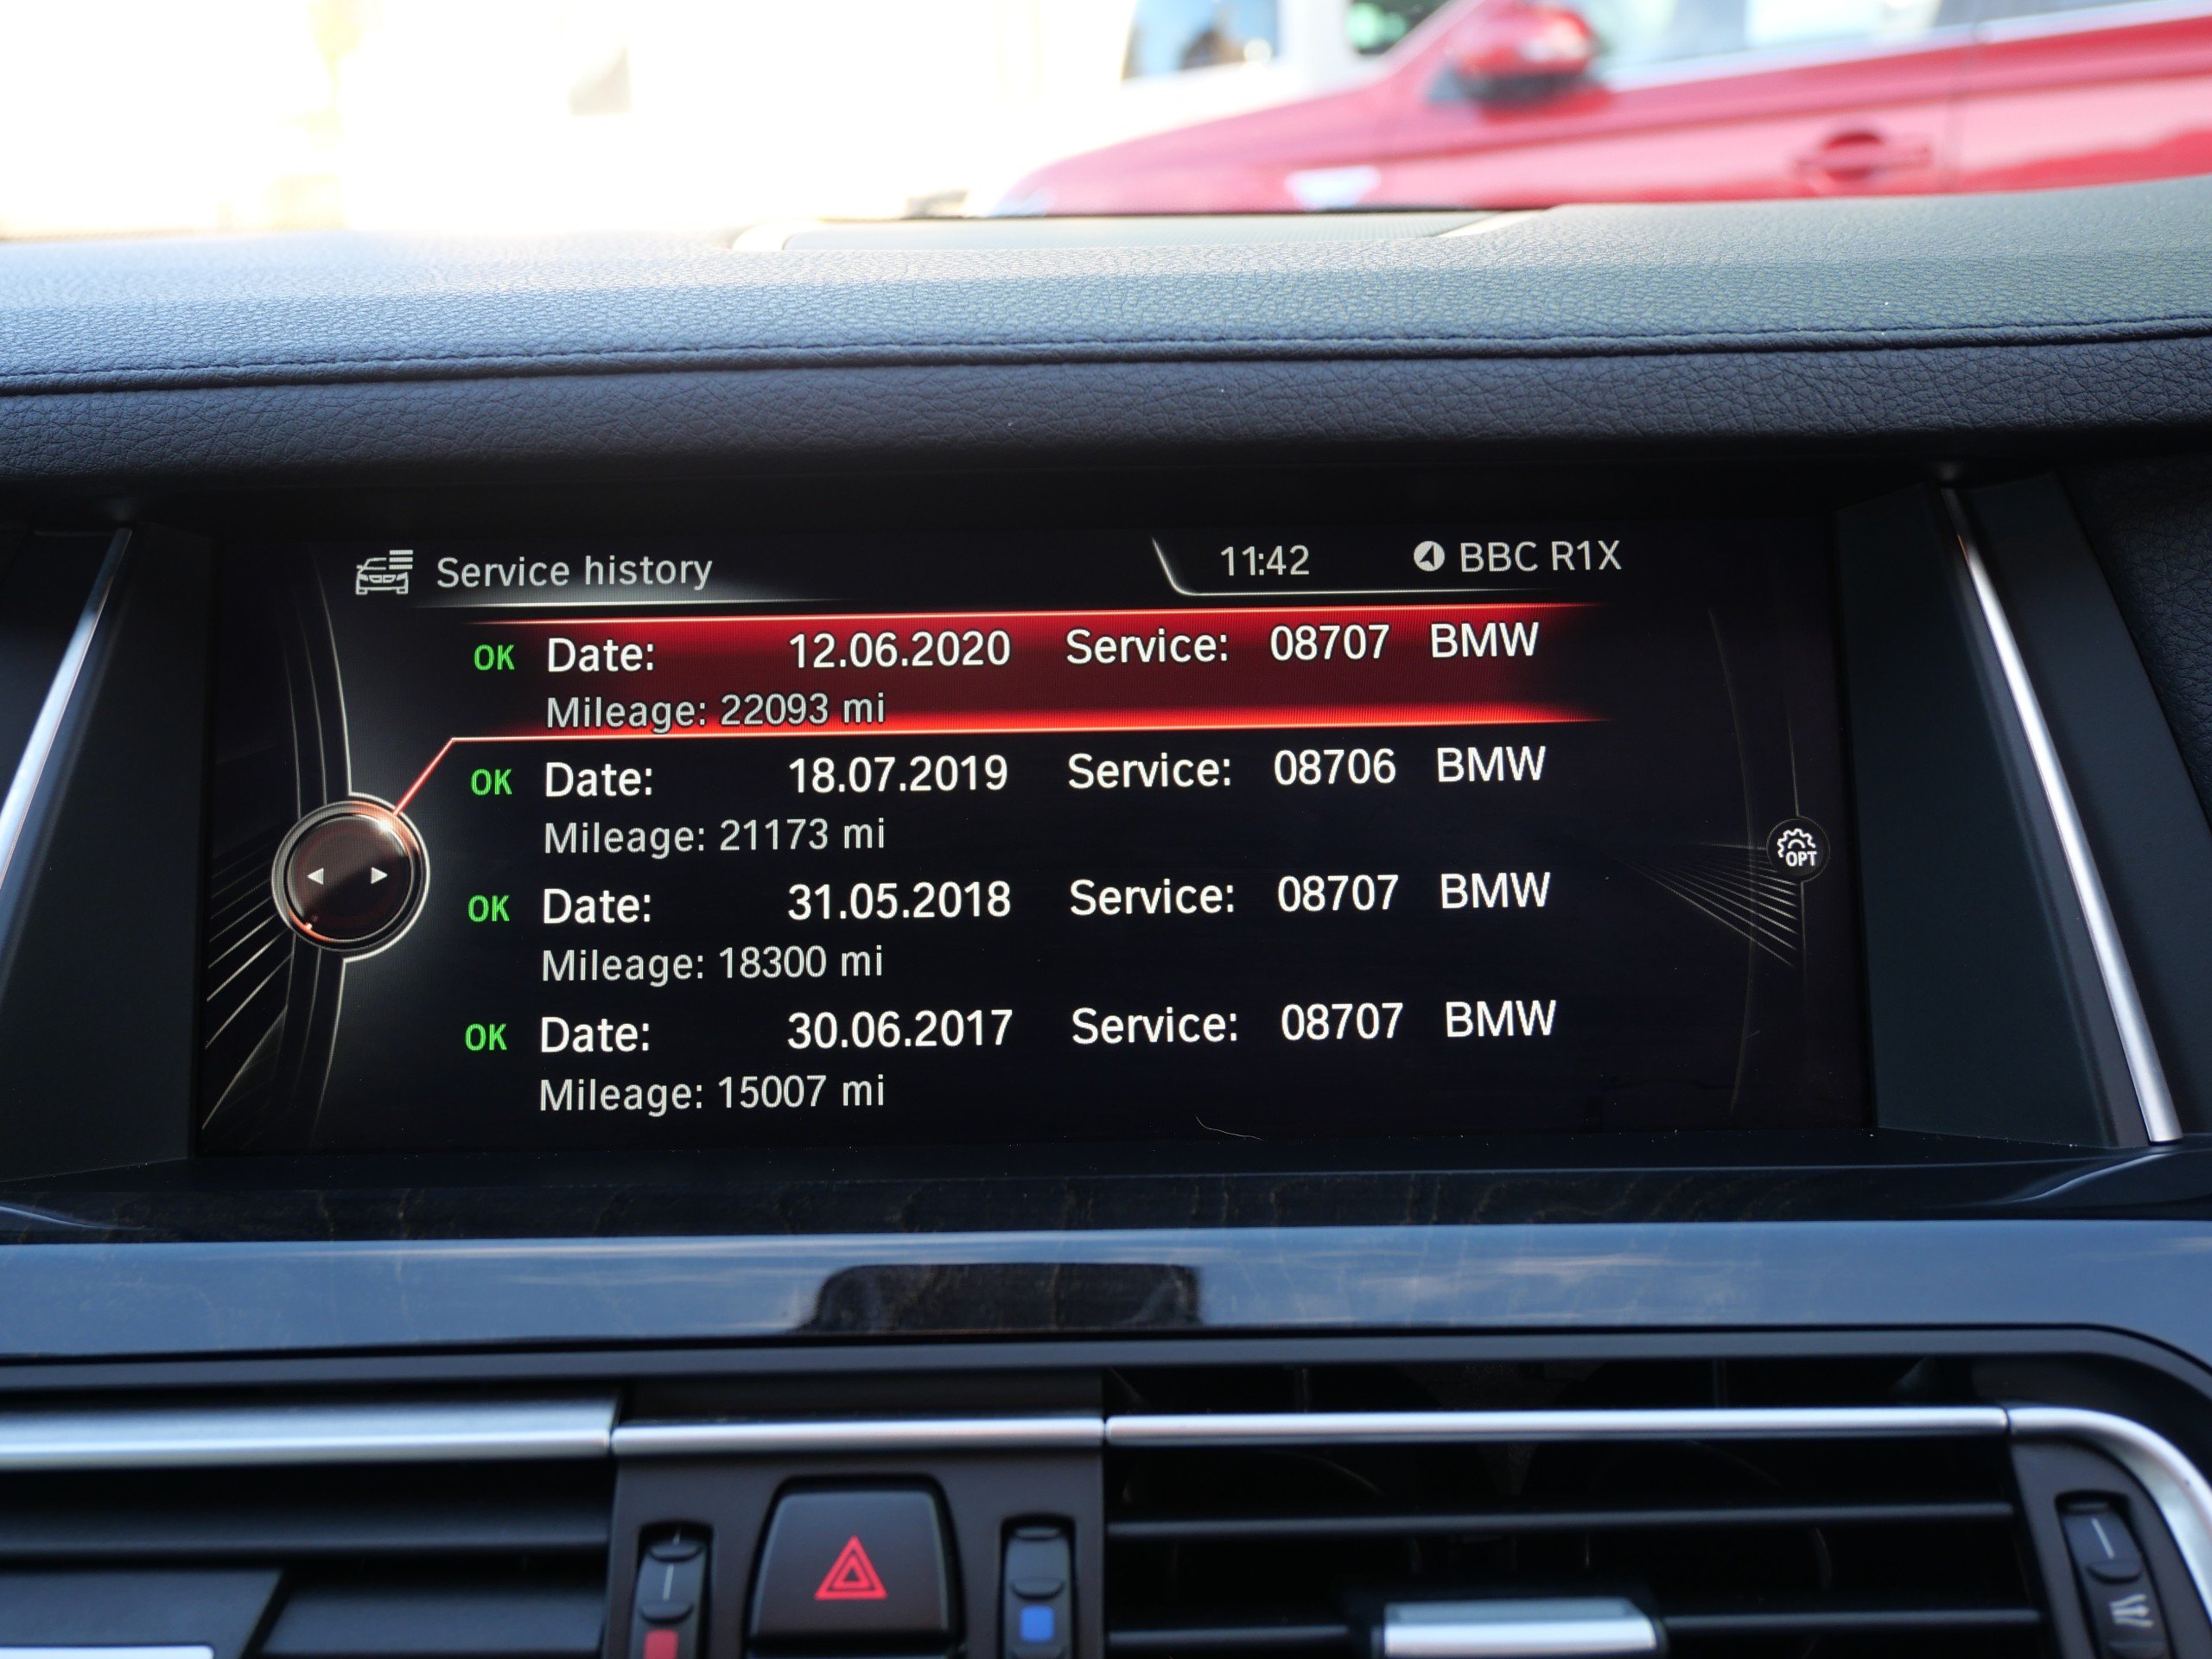 Service history 11:42 BBC R1X
OK Date: 12.06.2020 Service: 08707 BMW
Mileage: 22093 mi
OK Date: 18.07.2019 Service: 08706 BMW
Mileage: 21173 mi
OPT
OK Date: 31.05.2018 Service: 08707 BMW
Mileage: 18300 mi
OK Date: 30.06.2017 Service: 08707 BMW
Mileage: 15007 mi